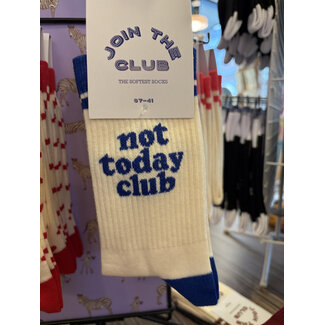 JOIN THE
CLUB
THE SOFTEST SOCKS
37-41
not
today
club